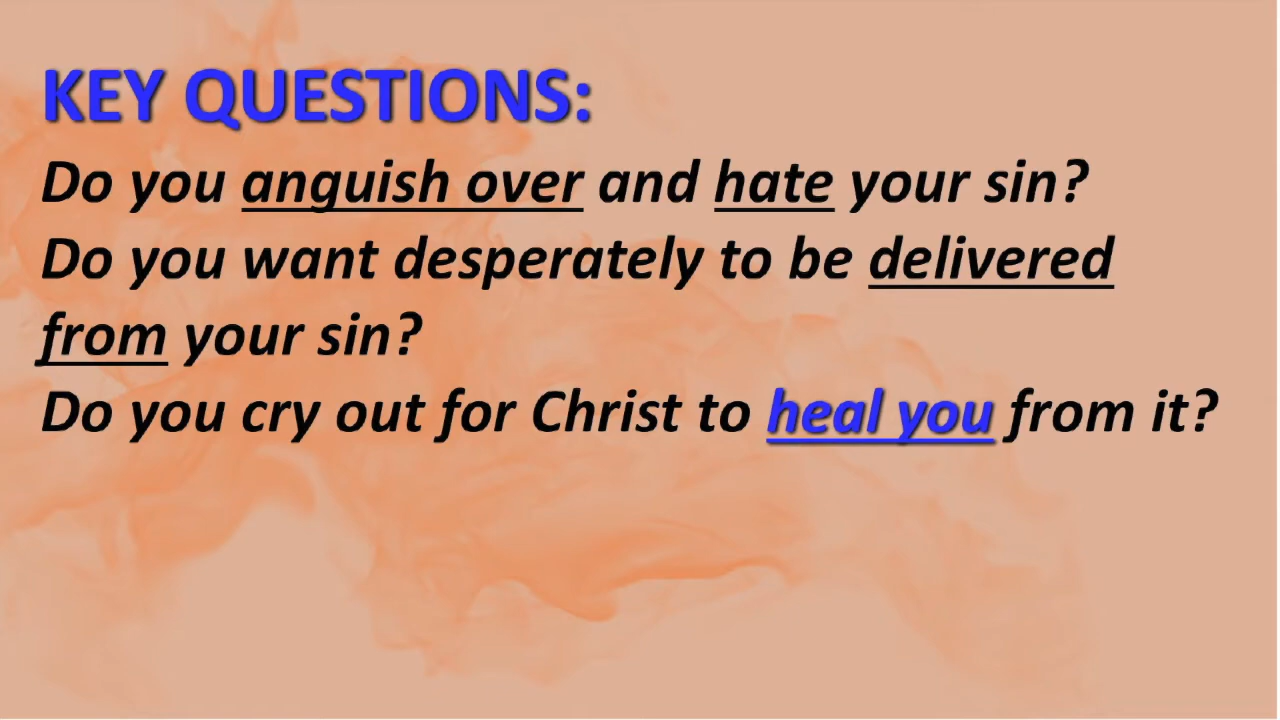 KEY QUESTIONS:
Do you anguish over and hate your sin?
Do you want desperately to be delivered
from your sin?
Do you cry out for Christ to heal you from it?